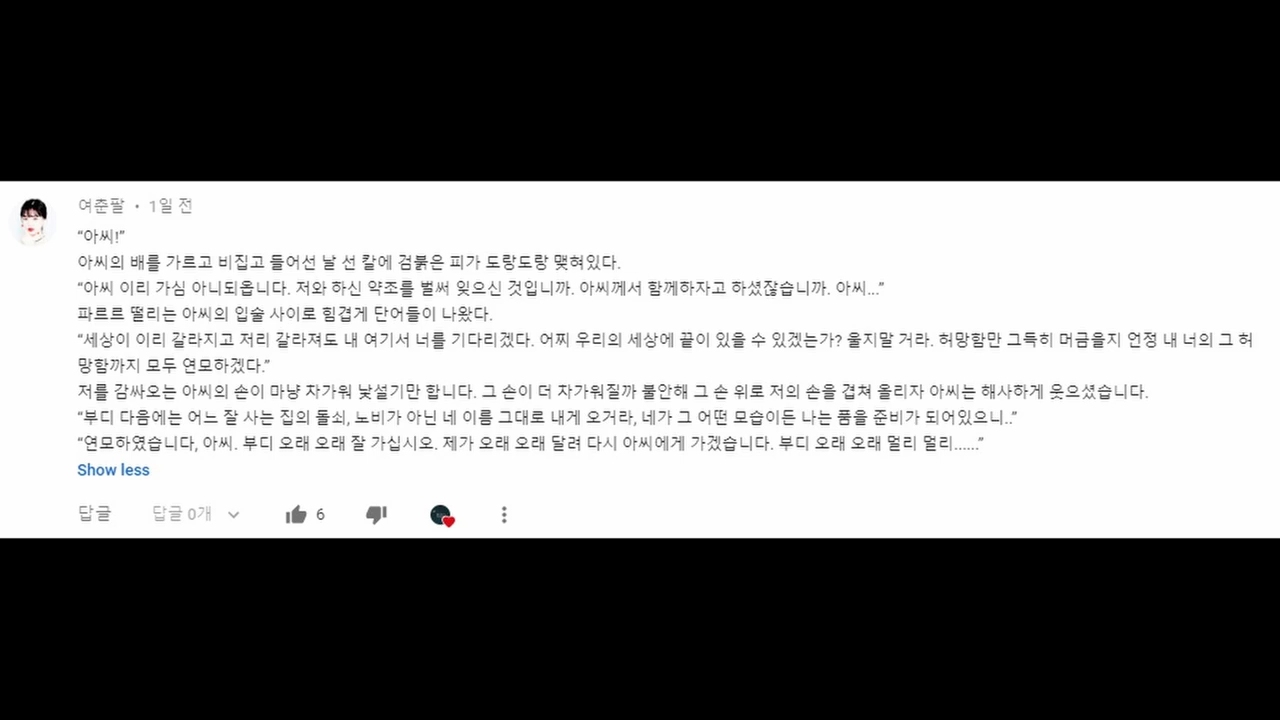 여춘팔 • 1일 전
“아씨!”
아씨의 배를 가르고 비집고 들어선 날 선 칼에 검붉은 피가 도랑도랑 맺혀있다.
“아씨 이리 가심 아니되옵니다. 저와 하신 약조를 벌써 잊으신 것입니까. 아씨께서 함께하자고 하셨잖습니까. 아씨...”
파르르 떨리는 아씨의 입술 사이로 힘겹게 단어들이 나왔다.
“세상이 이리 갈라지고 저리 갈라져도 내 여기서 너를 기다리겠다. 어찌 우리의 세상에 끝이 있을 수 있겠는가? 울지말 거라. 허망함만 그득히 머금을지 언정 내 너의 그 허
망함까지 모두 연모하겠다.”
저를 감싸오는 아씨의 손이 마냥 차가워 낯설기만 합니다. 그 손이 더 차가워질까 불안해 그 손 위로 저의 손을 겹쳐 올리자 아씨는 해사하게 웃으셨습니다.
“부디 다음에는 어느 잘 사는 집의 돌쇠, 노비가 아닌 네 이름 그대로 내게 오거라, 네가 그 어떤 모습이든 나는 품을 준비가 되어있으니..”
“연모하였습니다, 아씨. 부디 오래 오래 잘 가십시오. 제가 오래 오래 달려 다시 아씨에게 가겠습니다. 부디 오래 오래 멀리 멀리......”
Show less
답글 답글 0개 6